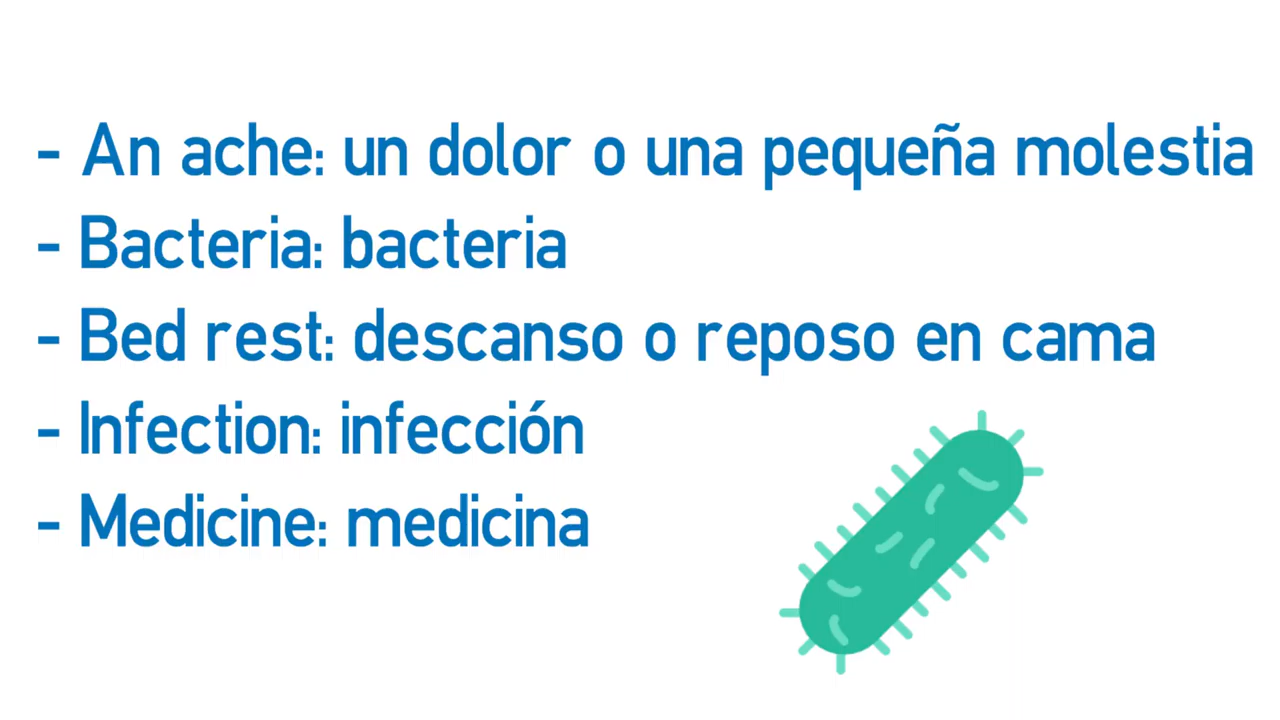 - An ache: un dolor o una pequeña molestia
- Bacteria: bacteria
- Bed rest: descanso o reposo en cama
- Infection: infección
- Medicine: medicina